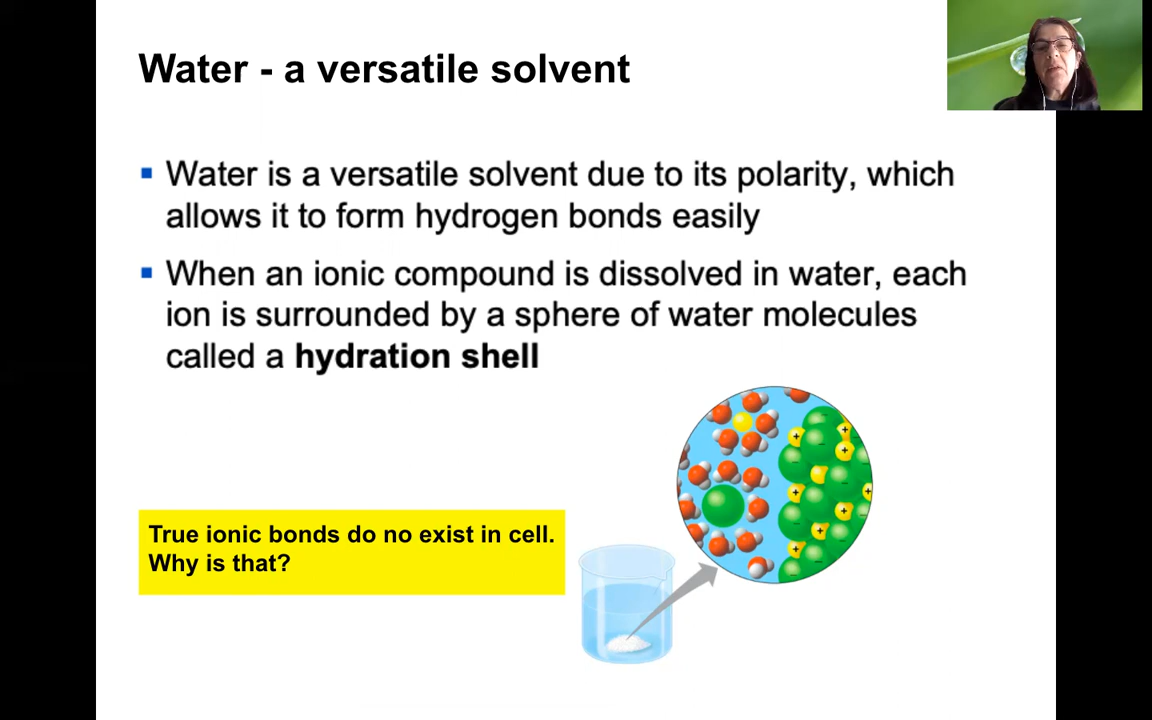 Water - a versatile solvent
Water is a versatile solvent due to its polarity, which
allows it to form hydrogen bonds easily
When an ionic compound is dissolved in water, each
ion is surrounded by a sphere of water molecules
called a hydration shell
True ionic bonds do no exist in cell.
Why is that?